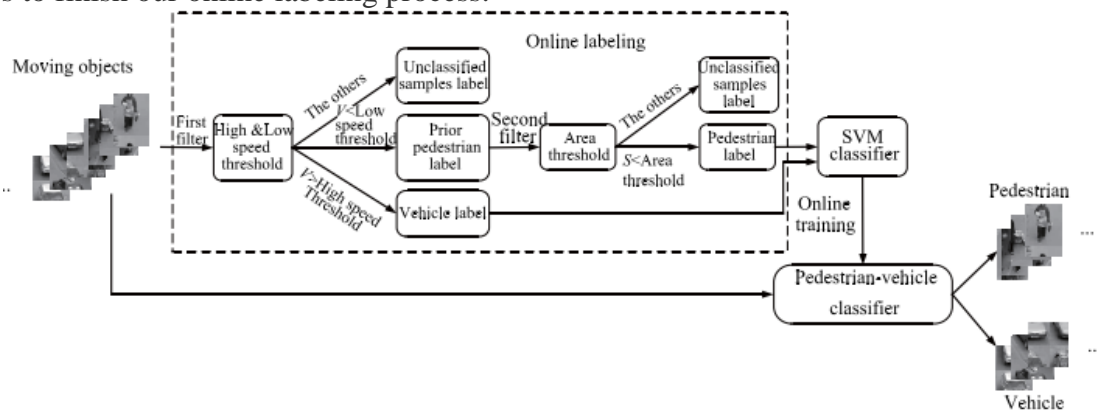 s to finish our online labeling process.
Online labeling
Moving objects
First
filter
High &Low
speed
threshold
The others
V<Low
speed
threshold
V>High speed
Threshold
Unclassified
samples label
Prior
pedestrian
label
Vehicle label
Second
filter
Area
threshold
The others
S<Area
threshold
Unclassified
samples
label
Pedestrian
label
SVM
classifier
Online
training
Pedestrian-vehicle
classifier
Pedestrian
...
Vehicle
..
..